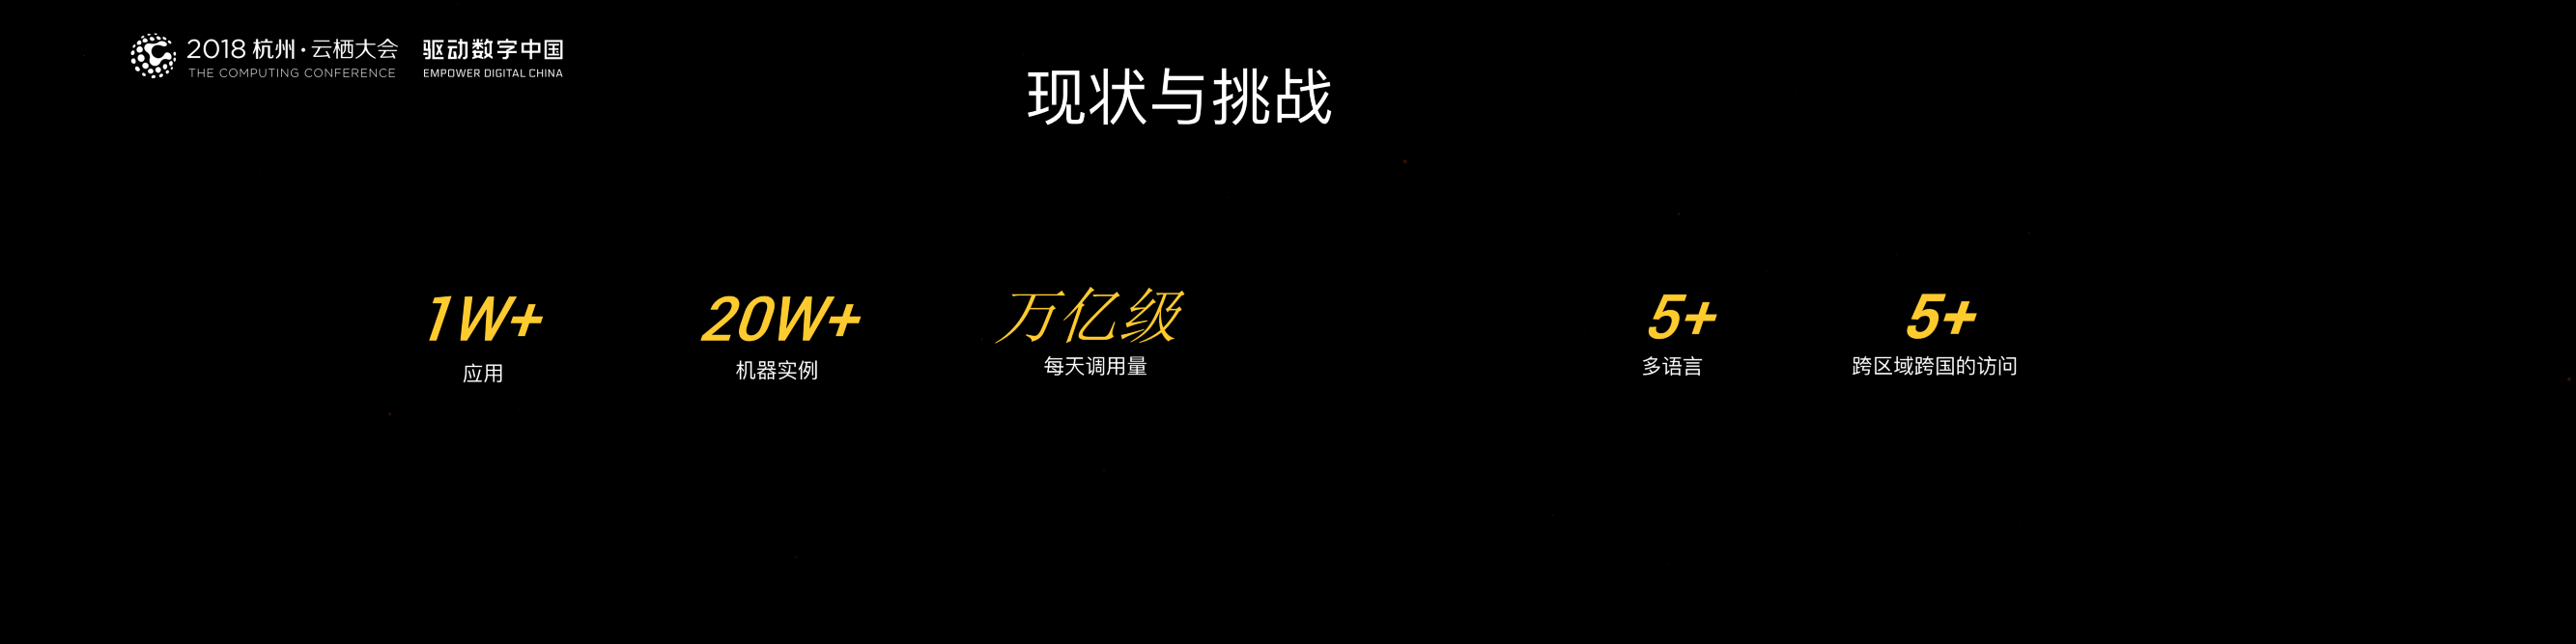 2018 杭州·云栖大会 驱动数字中国
THE COMPUTING CONFERENCE EMPOWER DIGITAL CHINA
现状与挑战
1W+ 20W+ 万亿级 5+ 5+
应用 机器实例 每天调用量 多语言 跨区域跨国的访问